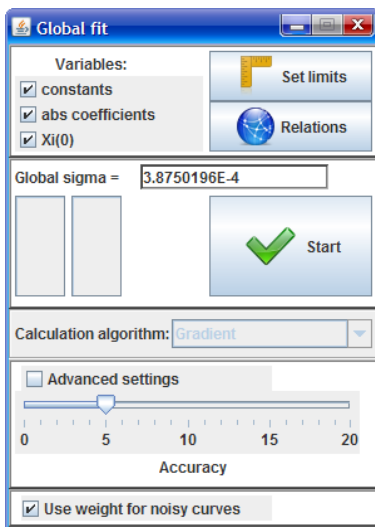 Global fit
Variables:
constants
abs coefficients
Xi(0)
Set limits
Relations
Global sigma = 3.8750196E-4
Start
Calculation algorithm: Gradient
Advanced settings
0 5 10 15 20
Accuracy
Use weight for noisy curves